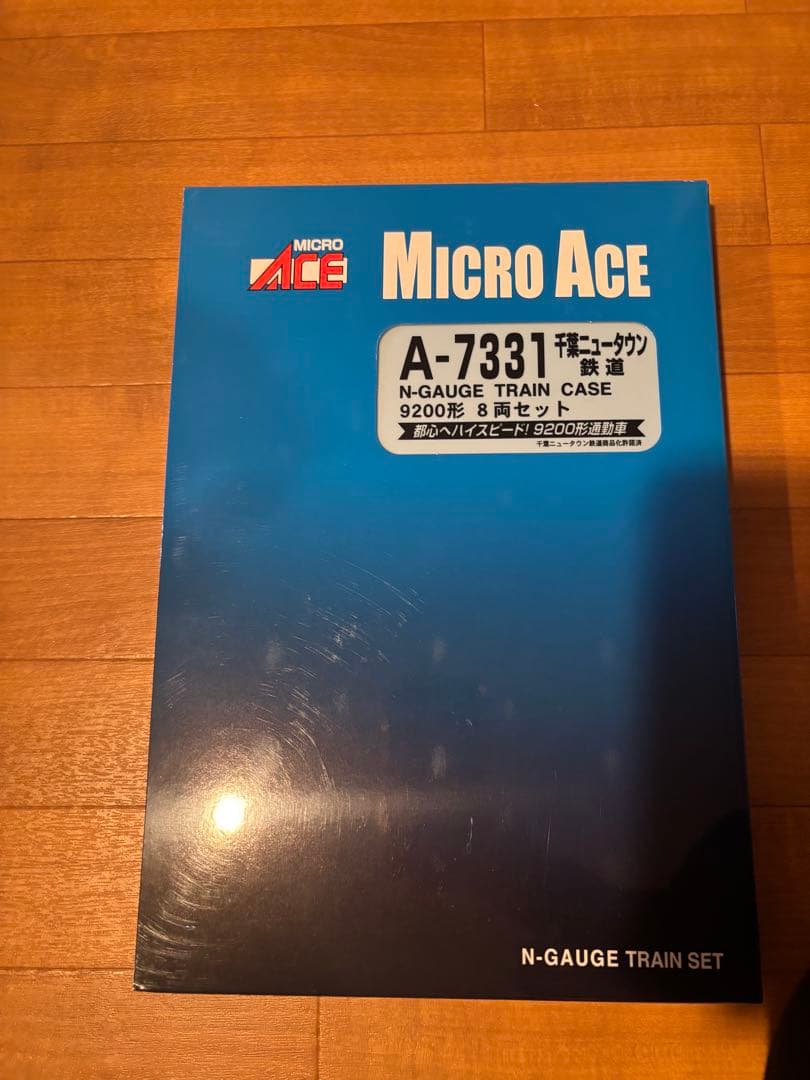 MICRO
ACE
MICRO ACE
A-7331 千葉ニュータウン
鉄道
N-GAUGE TRAIN CASE
9200形 8両セット
都心へハイスピード! 9200形通勤車
千葉ニュータウン鉄道商品化許諾済
N-GAUGE TRAIN SET